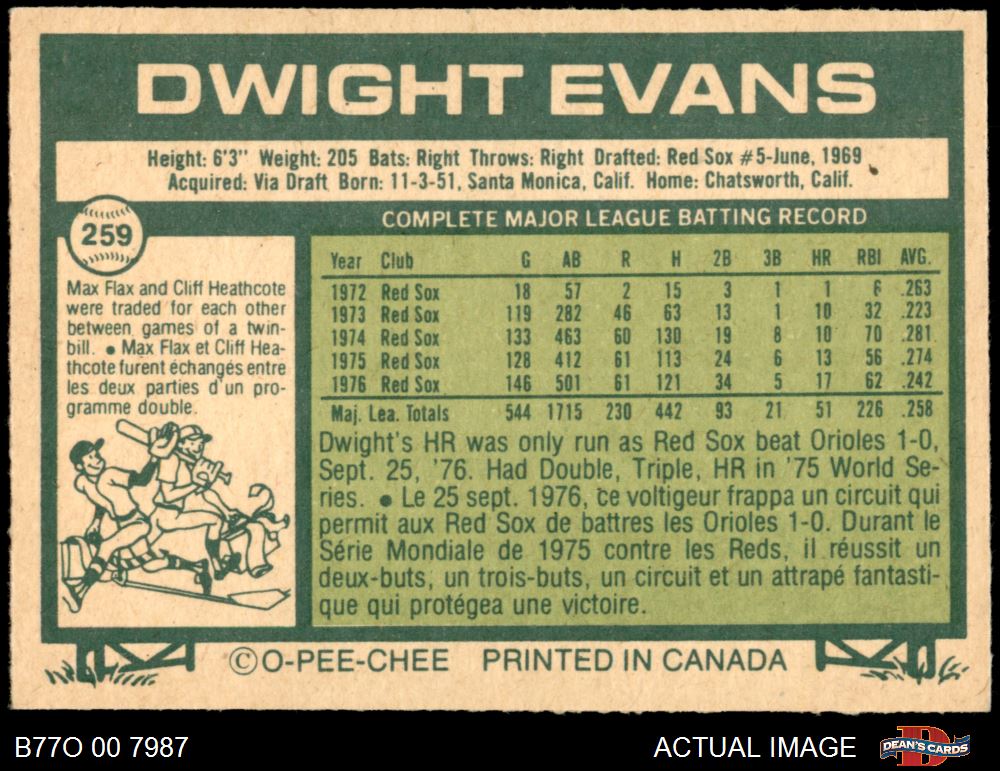 DWIGHT EVANS
Height: 6'3" Weight: 205 Bats: Right Throws: Right Drafted: Red Sox #5-June, 1969
Acquired: Via Draft Born: 11-3-51, Santa Monica, Calif. Home: Chatsworth, Calif.
259
Max Flax and Cliff Heathcote
were traded for each other
between games of a twin-
bill. ● Max Flax et Cliff Hea-
thcote furent échangés entre
les deux parties d'un pro-
gramme double.
COMPLETE MAJOR LEAGUE BATTING RECORD
Year Club G AB R H 2B 3B HR RBI AVG.
1972 Red Sox 18 57 2 15 3 1 1 6 .263
1973 Red Sox 119 282 46 63 13 1 10 32 .223
1974 Red Sox 133 463 60 130 19 8 10 70 .281
1975 Red Sox 128 412 61 113 24 6 13 56 .274
1976 Red Sox 146 501 61 121 34 5 17 62 .242
Maj. Lea. Totals 544 1715 230 442 93 21 51 226 .258
Dwight's HR was only run as Red Sox beat Orioles 1-0,
Sept. 25, '76. Had Double, Triple, HR in '75 World Se-
ries. ● Le 25 sept. 1976, ce voltigeur frappa un circuit qui
permit aux Red Sox de battres les Orioles 1-0. Durant le
Série Mondiale de 1975 contre les Reds, il réussit un
deux-buts, un trois-buts, un circuit et un attrapé fantasti-
que qui protégea une victoire.
©O-PEE-CHEE PRINTED IN CANADA
B77O 00 7987
ACTUAL IMAGE
DEAN'S CARDS